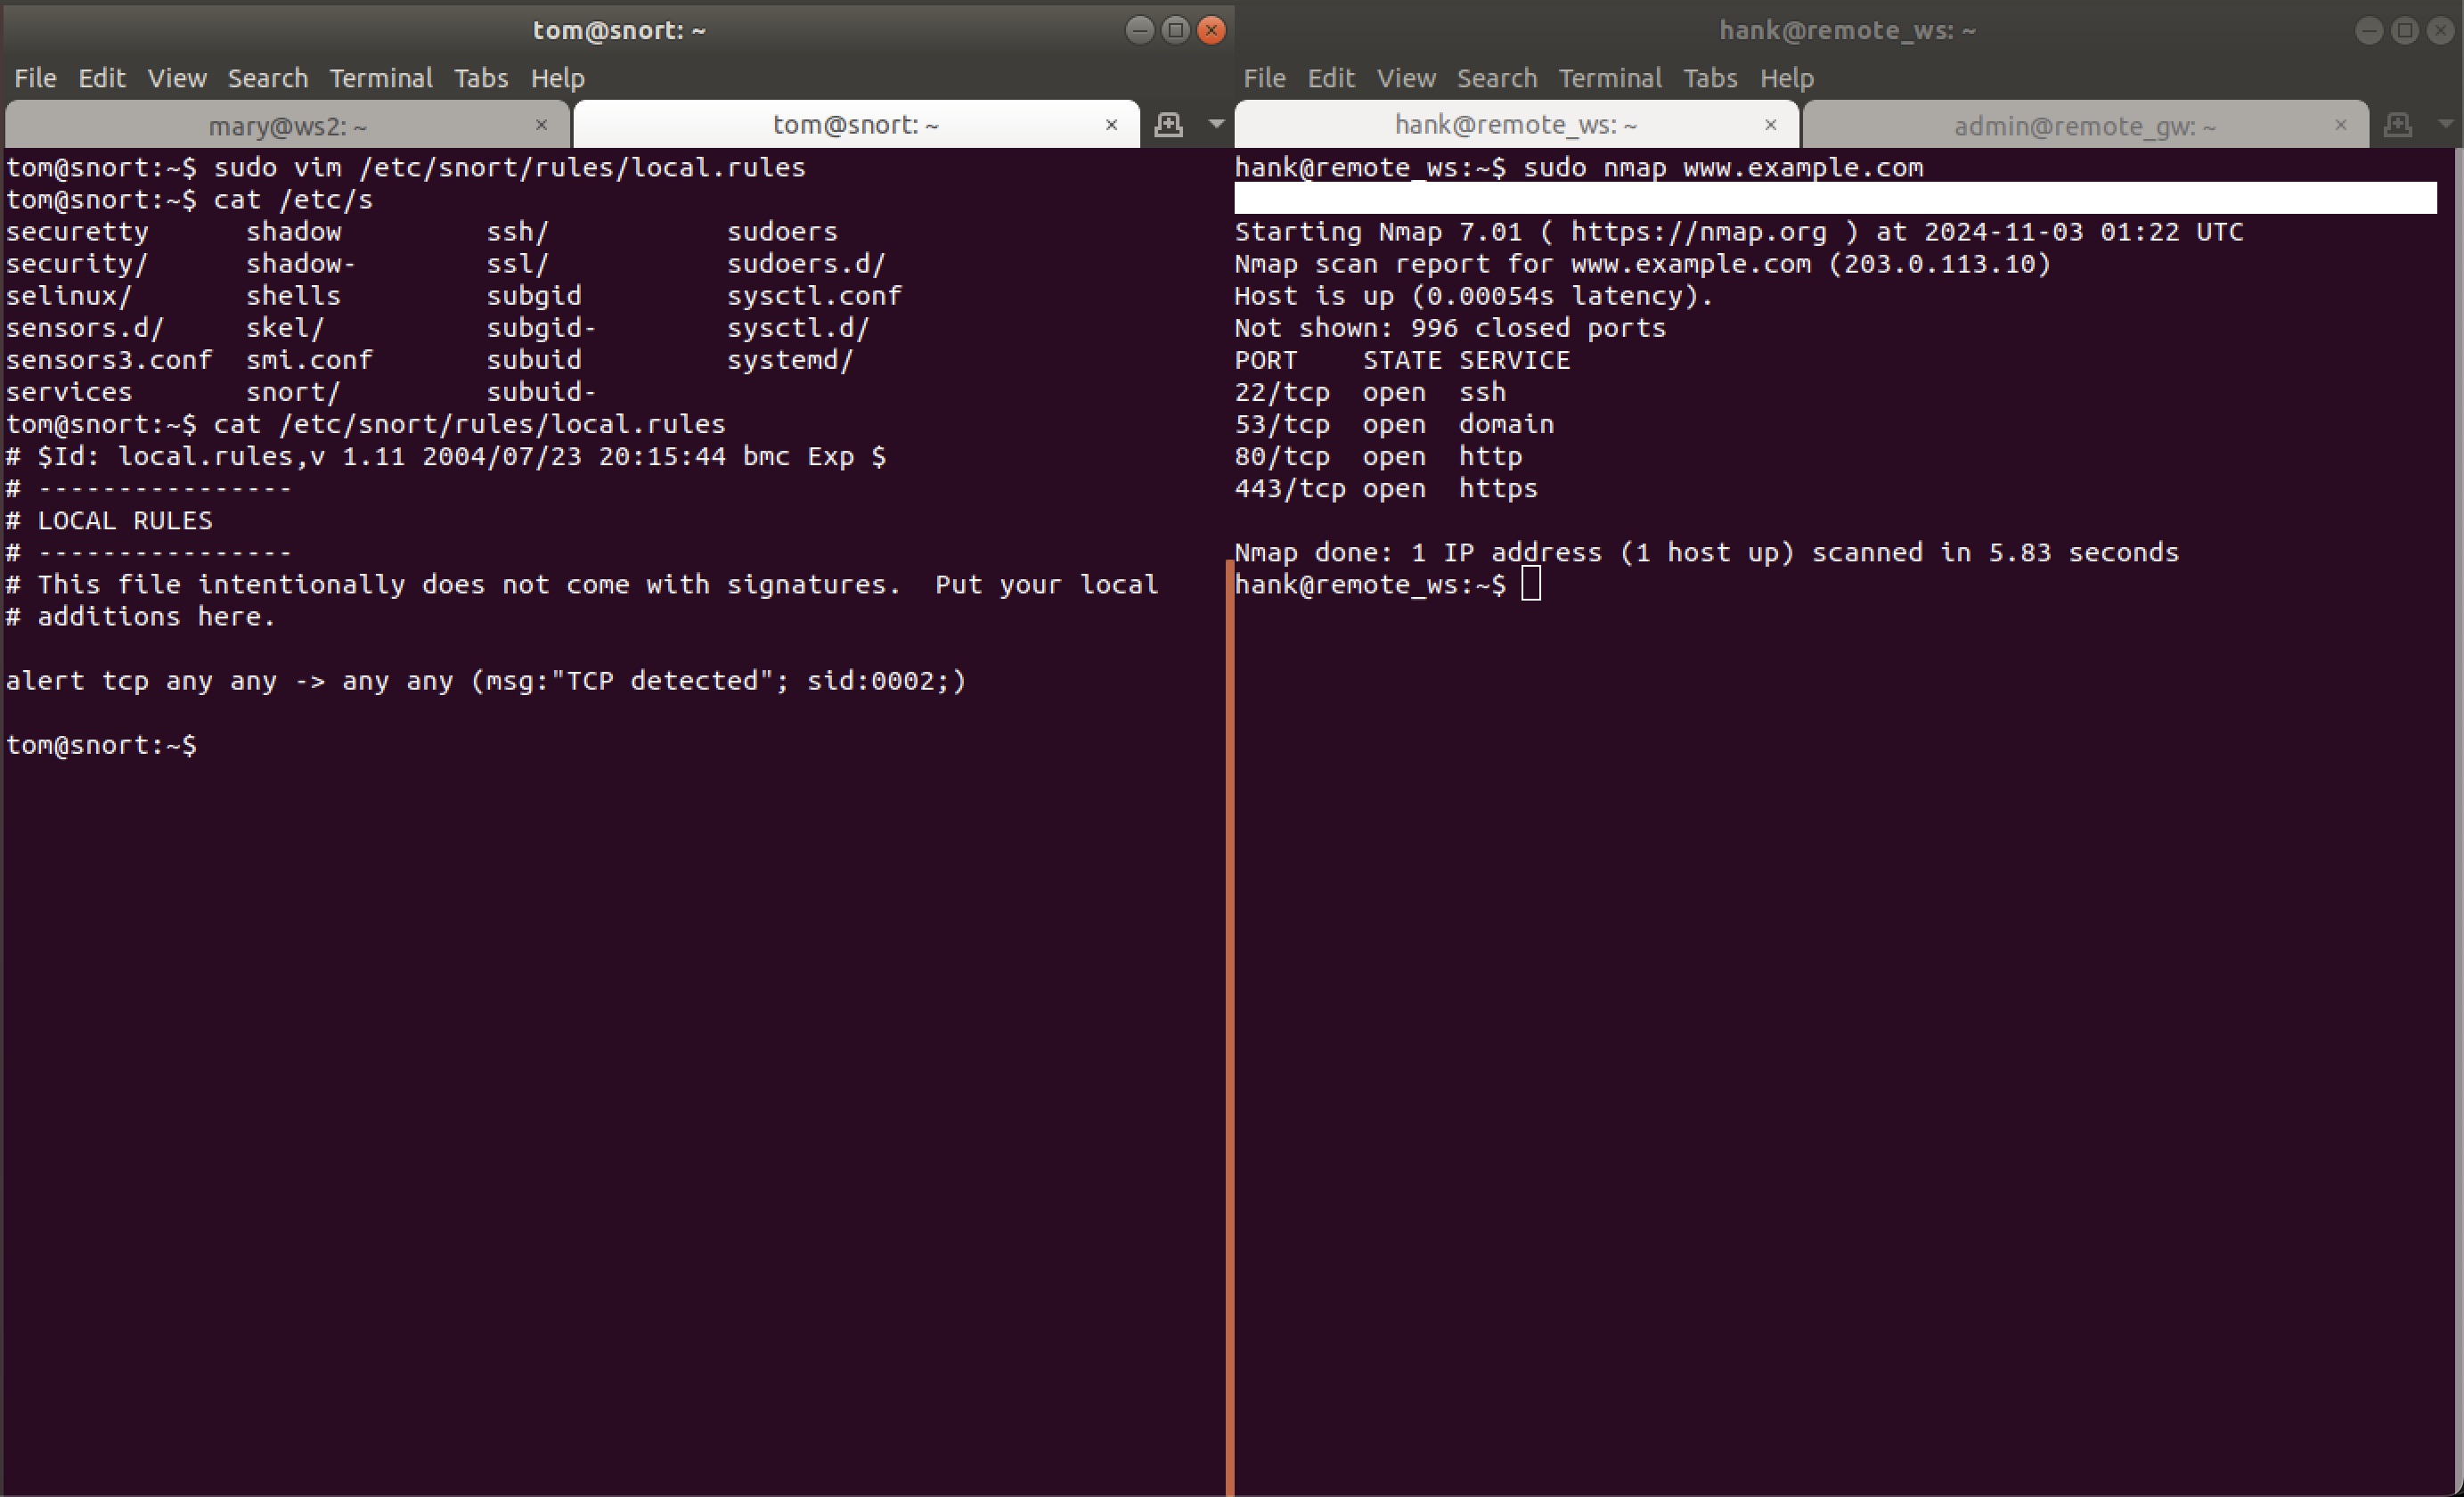 tom@snort: ~
File Edit View Search Terminal Tabs Help
mary@ws2: ~ × tom@snort: ~ ×
tom@snort:~$ sudo vim /etc/snort/rules/local.rules
tom@snort:~$ cat /etc/s
securetty      shadow         ssh/           sudoers
security/      shadow-        ssl/           sudoers.d/
selinux/       shells         subgid         sysctl.conf
sensors.d/     skel/          subgid-        sysctl.d/
sensors3.conf  smi.conf       subuid         systemd/
services       snort/         subuid-
tom@snort:~$ cat /etc/snort/rules/local.rules
# $Id: local.rules,v 1.11 2004/07/23 20:15:44 bmc Exp $
# ----------------
# LOCAL RULES
# ----------------
# This file intentionally does not come with signatures.  Put your local
# additions here.
alert tcp any any -> any any (msg:"TCP detected"; sid:0002;)
tom@snort:~$
hank@remote_ws: ~
File Edit View Search Terminal Tabs Help
hank@remote_ws: ~ × admin@remote_gw: ~ ×
hank@remote_ws:~$ sudo nmap www.example.com
Starting Nmap 7.01 ( https://nmap.org ) at 2024-11-03 01:22 UTC
Nmap scan report for www.example.com (203.0.113.10)
Host is up (0.00054s latency).
Not shown: 996 closed ports
PORT    STATE SERVICE
22/tcp  open  ssh
53/tcp  open  domain
80/tcp  open  http
443/tcp open  https
Nmap done: 1 IP address (1 host up) scanned in 5.83 seconds
hank@remote_ws:~$